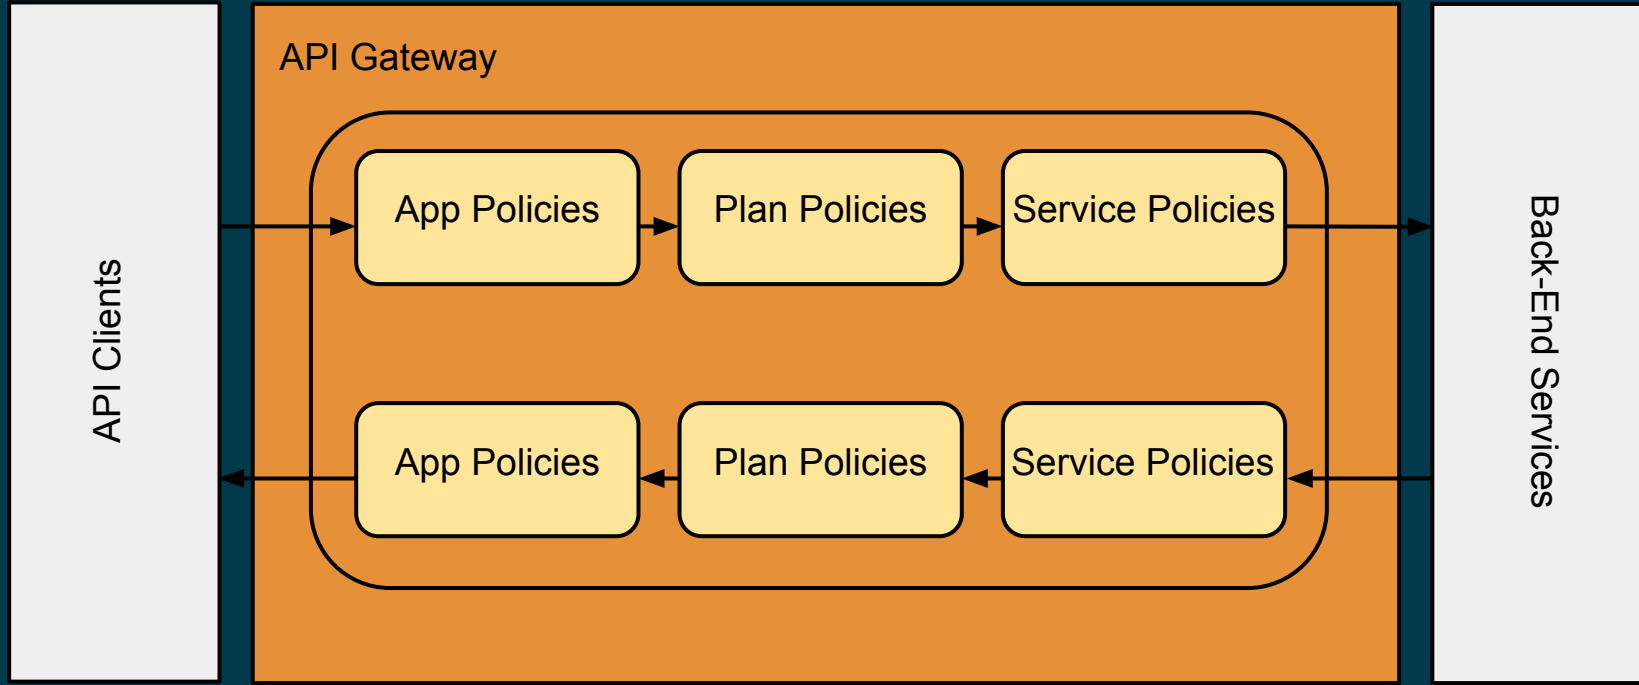 API Gateway
App Policies
Plan Policies
Service Policies
API Clients
Back-End Services
App Policies
Plan Policies
Service Policies